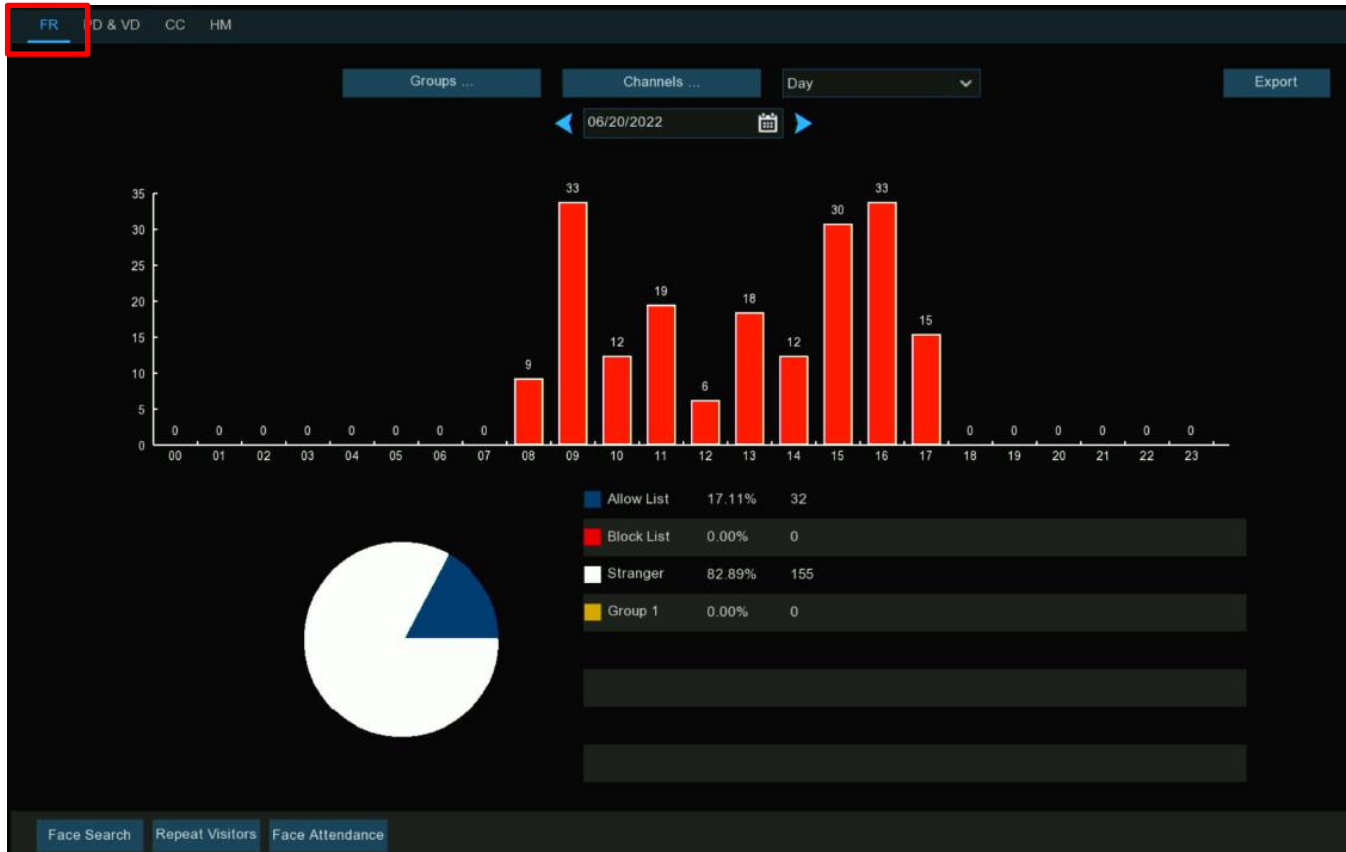 FR PD & VD CC HM
Groups ... Channels ... Day Export
06/20/2022
35
30
25
20
15
10
5
0
0 0 0 0 0 0 0 0 9 33 12 19 6 18 12 30 33 15 0 0 0 0 0 0
00 01 02 03 04 05 06 07 08 09 10 11 12 13 14 15 16 17 18 19 20 21 22 23
Allow List 17.11% 32
Block List 0.00% 0
Stranger 82.89% 155
Group 1 0.00% 0
Face Search Repeat Visitors Face Attendance